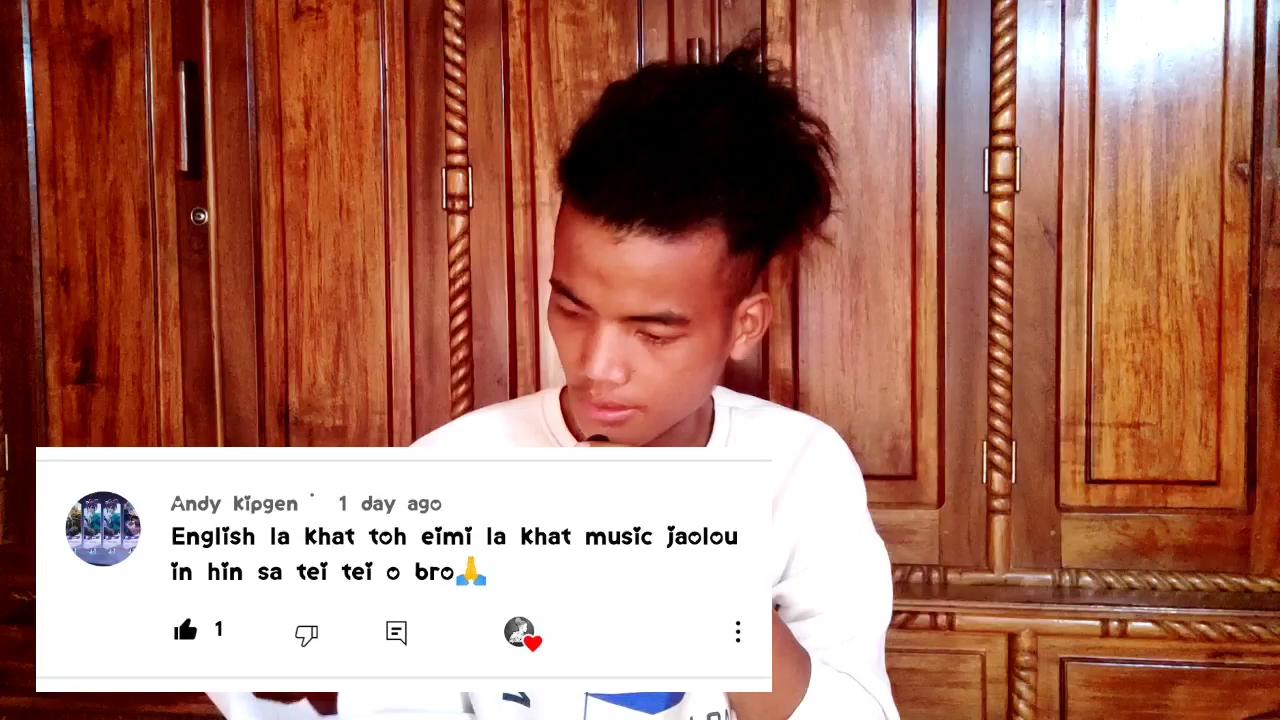 Andy Kipgen · 1 day ago
English la khat toh eimi la khat music jaolou
in hin sa tei tei o bro🙏
1